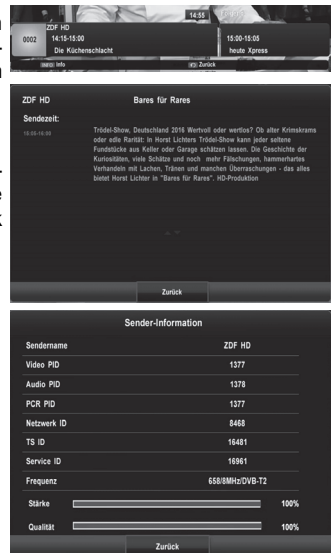 14:55
ZDF HD
0002 14:15-15:00 15:00-15:05
Die Küchenschlacht heute Xpress
Info Zurück
ZDF HD Bares für Rares
Sendezeit:
Trödel-Show, Deutschland 2016 Wertvoll oder wertlos? Ob alter Krimskrams
oder edle Rarität: In Horst Lichters Trödel-Show kann jeder seltene
Fundstücke aus Keller oder Garage schätzen lassen. Die Geschichte der
Kuriositäten, viele Schätze und noch mehr Fälschungen, hammerhartes
Verhandeln mit Lachen, Tränen und manchen Überraschungen - das alles
bietet Horst Lichter in "Bares für Rares". HD-Produktion
Zurück
Sender-Information
Sendername ZDF HD
Video PID 1377
Audio PID 1378
PCR PID 1377
Netzwerk ID 8468
TS ID 16481
Service ID 16961
Frequenz 658/8MHz/DVB-T2
Stärke 100%
Qualität 100%
Zurück